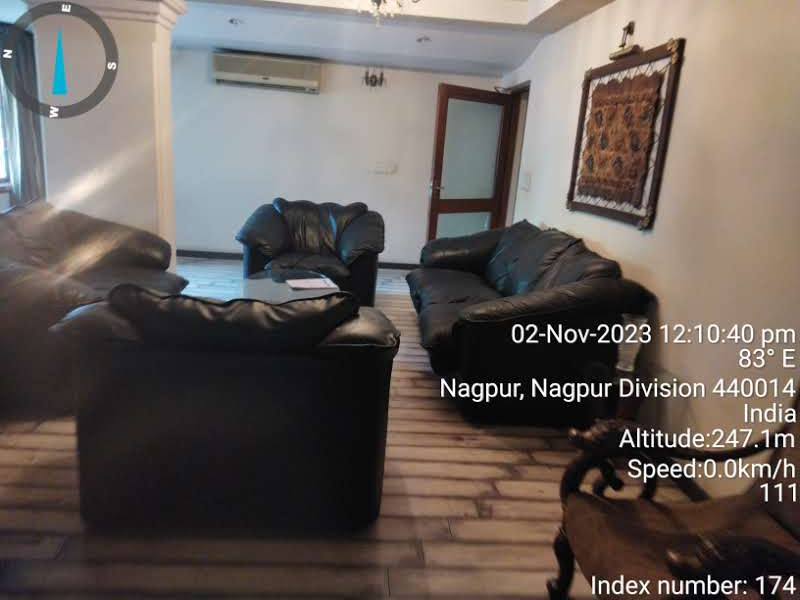 E
N
S
W
02-Nov-2023 12:10:40 pm
83° E
Nagpur, Nagpur Division 440014
India
Altitude:247.1m
Speed:0.0km/h
111
Index number: 174